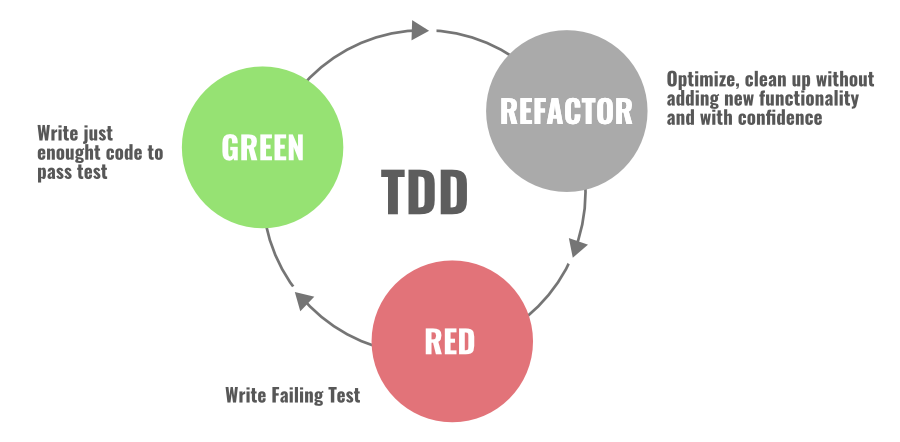 REFACTOR
Optimize, clean up without
adding new functionality
and with confidence
GREEN
Write just
enought code to
pass test
TDD
RED
Write Failing Test